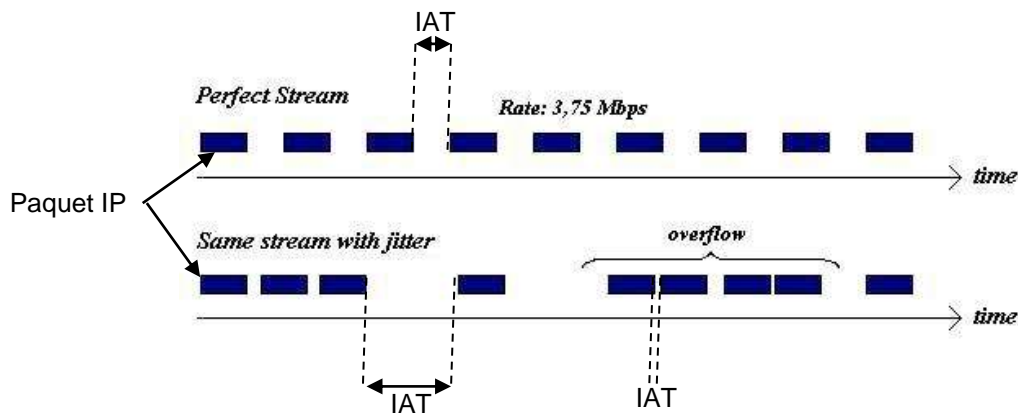 IAT
Perfect Stream
Rate: 3,75 Mbps
time
Paquet IP
Same stream with jitter
overflow
time
IAT
IAT